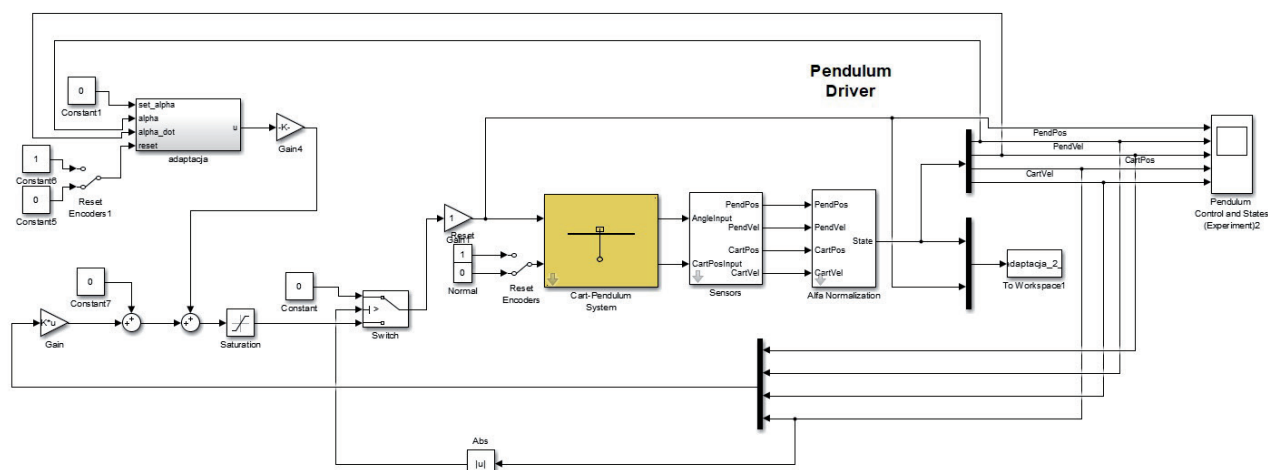 Pendulum
Driver
0
Constant1
set_alpha
alpha
alpha_dot
reset
u
adaptacja
-K-
Gain4
1
Constant6
0
Constant5
Reset
Encoders1
PendPos
PendVel
CartPos
CartVel
Pendulum
Control and States
(Experiment)2
1
Gain1
Reset
1
0
Normal
Reset
Encoders
Cart-Pendulum
System
AngleInput
CartPosInput
PendPos
PendVel
CartPos
CartVel
Sensors
PendPos
PendVel
CartPos
CartVel
State
Alfa Normalization
adaptacja_2_
To Workspace1
0
Constant7
0
Constant
K*u
Gain
++
++
Saturation
>
Switch
Abs
|u|